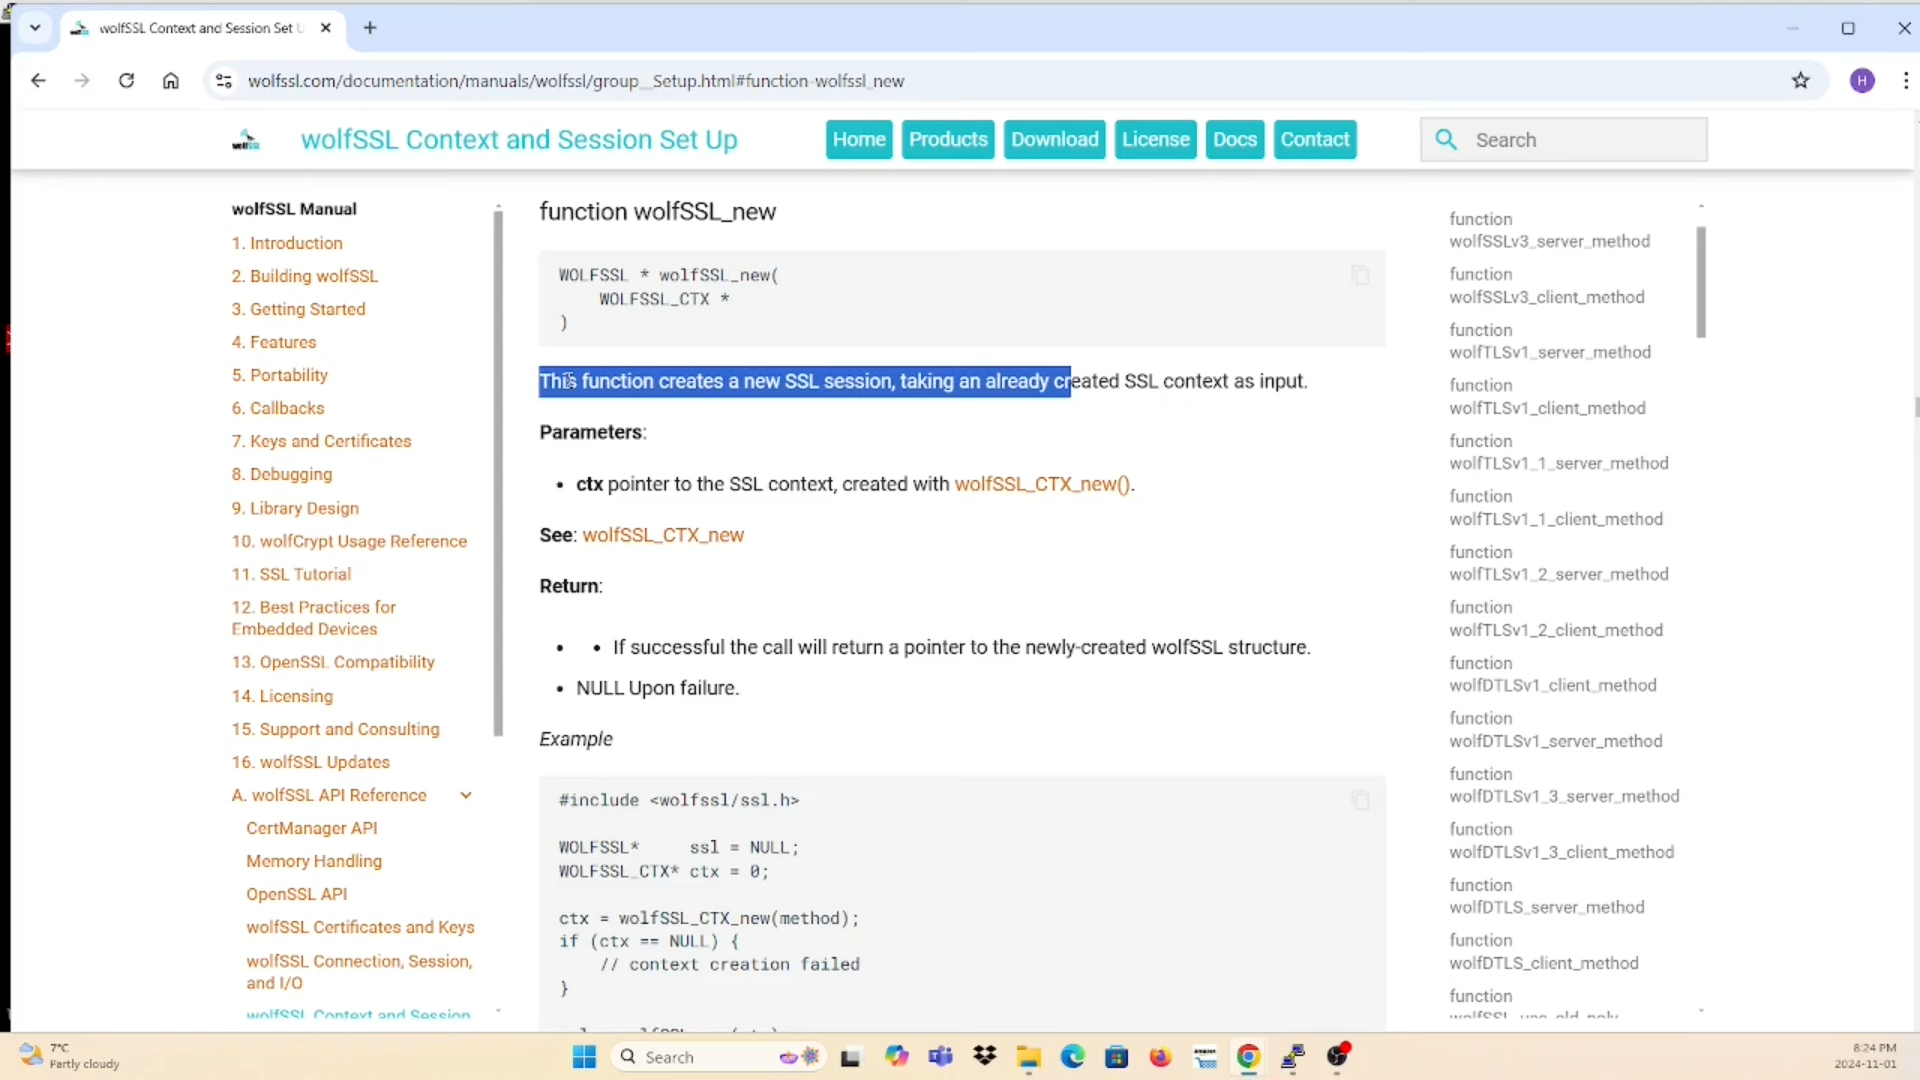 wolfSSL Context and Session Set U
wolfssl.com/documentation/manuals/wolfssl/group__Setup.html#function-wolfssl_new
H
wolfSSL
wolfSSL Context and Session Set Up
Home
Products
Download
License
Docs
Contact
Search
wolfSSL Manual
1. Introduction
2. Building wolfSSL
3. Getting Started
4. Features
5. Portability
6. Callbacks
7. Keys and Certificates
8. Debugging
9. Library Design
10. wolfCrypt Usage Reference
11. SSL Tutorial
12. Best Practices for
Embedded Devices
13. OpenSSL Compatibility
14. Licensing
15. Support and Consulting
16. wolfSSL Updates
A. wolfSSL API Reference
CertManager API
Memory Handling
OpenSSL API
wolfSSL Certificates and Keys
wolfSSL Connection, Session,
and I/O
wolfSSL Context and Session
function wolfSSL_new
WOLFSSL * wolfSSL_new(
WOLFSSL_CTX *
)
This function creates a new SSL session, taking an already created SSL context as input.
Parameters:
• ctx pointer to the SSL context, created with wolfSSL_CTX_new().
See: wolfSSL_CTX_new
Return:
• • If successful the call will return a pointer to the newly-created wolfSSL structure.
• NULL Upon failure.
Example
#include <wolfssl/ssl.h>
WOLFSSL* ssl = NULL;
WOLFSSL_CTX* ctx = 0;
ctx = wolfSSL_CTX_new(method);
if (ctx == NULL) {
// context creation failed
}
function
wolfSSLv3_server_method
function
wolfSSLv3_client_method
function
wolfTLSv1_server_method
function
wolfTLSv1_client_method
function
wolfTLSv1_1_server_method
function
wolfTLSv1_1_client_method
function
wolfTLSv1_2_server_method
function
wolfTLSv1_2_client_method
function
wolfDTLSv1_client_method
function
wolfDTLSv1_server_method
function
wolfDTLSv1_3_server_method
function
wolfDTLSv1_3_client_method
function
wolfDTLS_server_method
function
wolfDTLS_client_method
function
7°C
Partly cloudy
Search
amazon
8:24 PM
2024-11-01